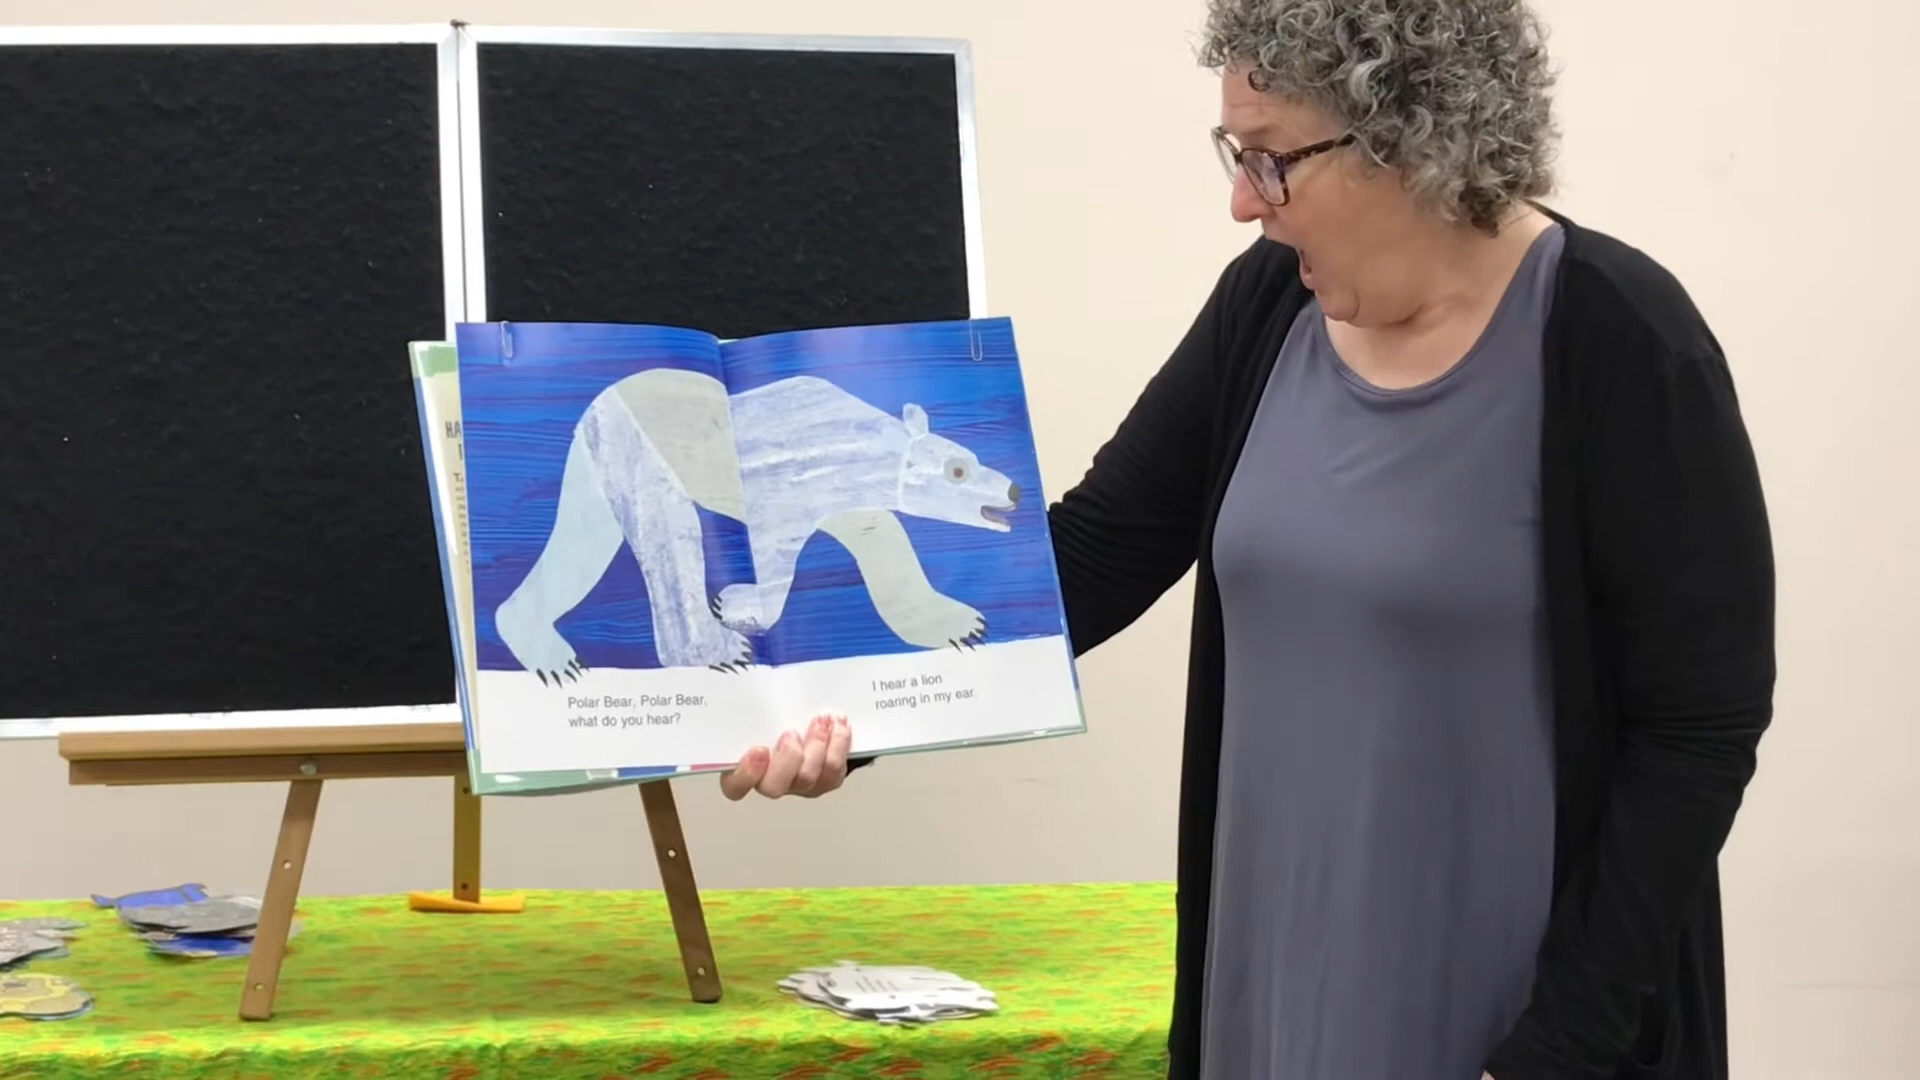 Polar Bear, Polar Bear,
what do you hear?
I hear a lion
roaring in my ear.